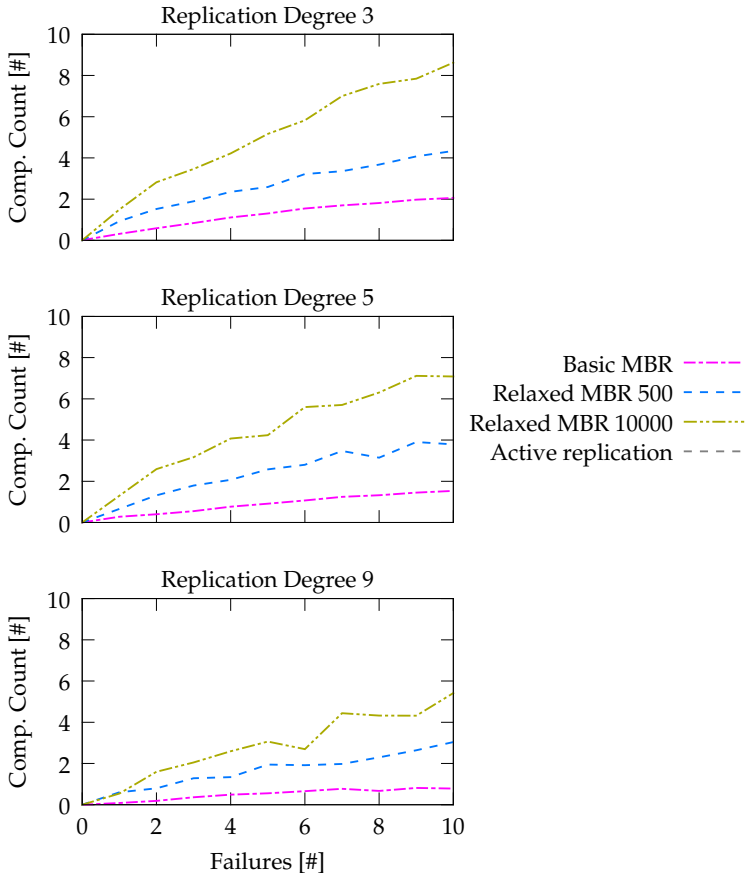 Replication Degree 3
Comp. Count [#]
10
8
6
4
2
0
Replication Degree 5
Comp. Count [#]
10
8
6
4
2
0
Basic MBR
Relaxed MBR 500
Relaxed MBR 10000
Active replication
Replication Degree 9
Comp. Count [#]
10
8
6
4
2
0
0 2 4 6 8 10
Failures [#]